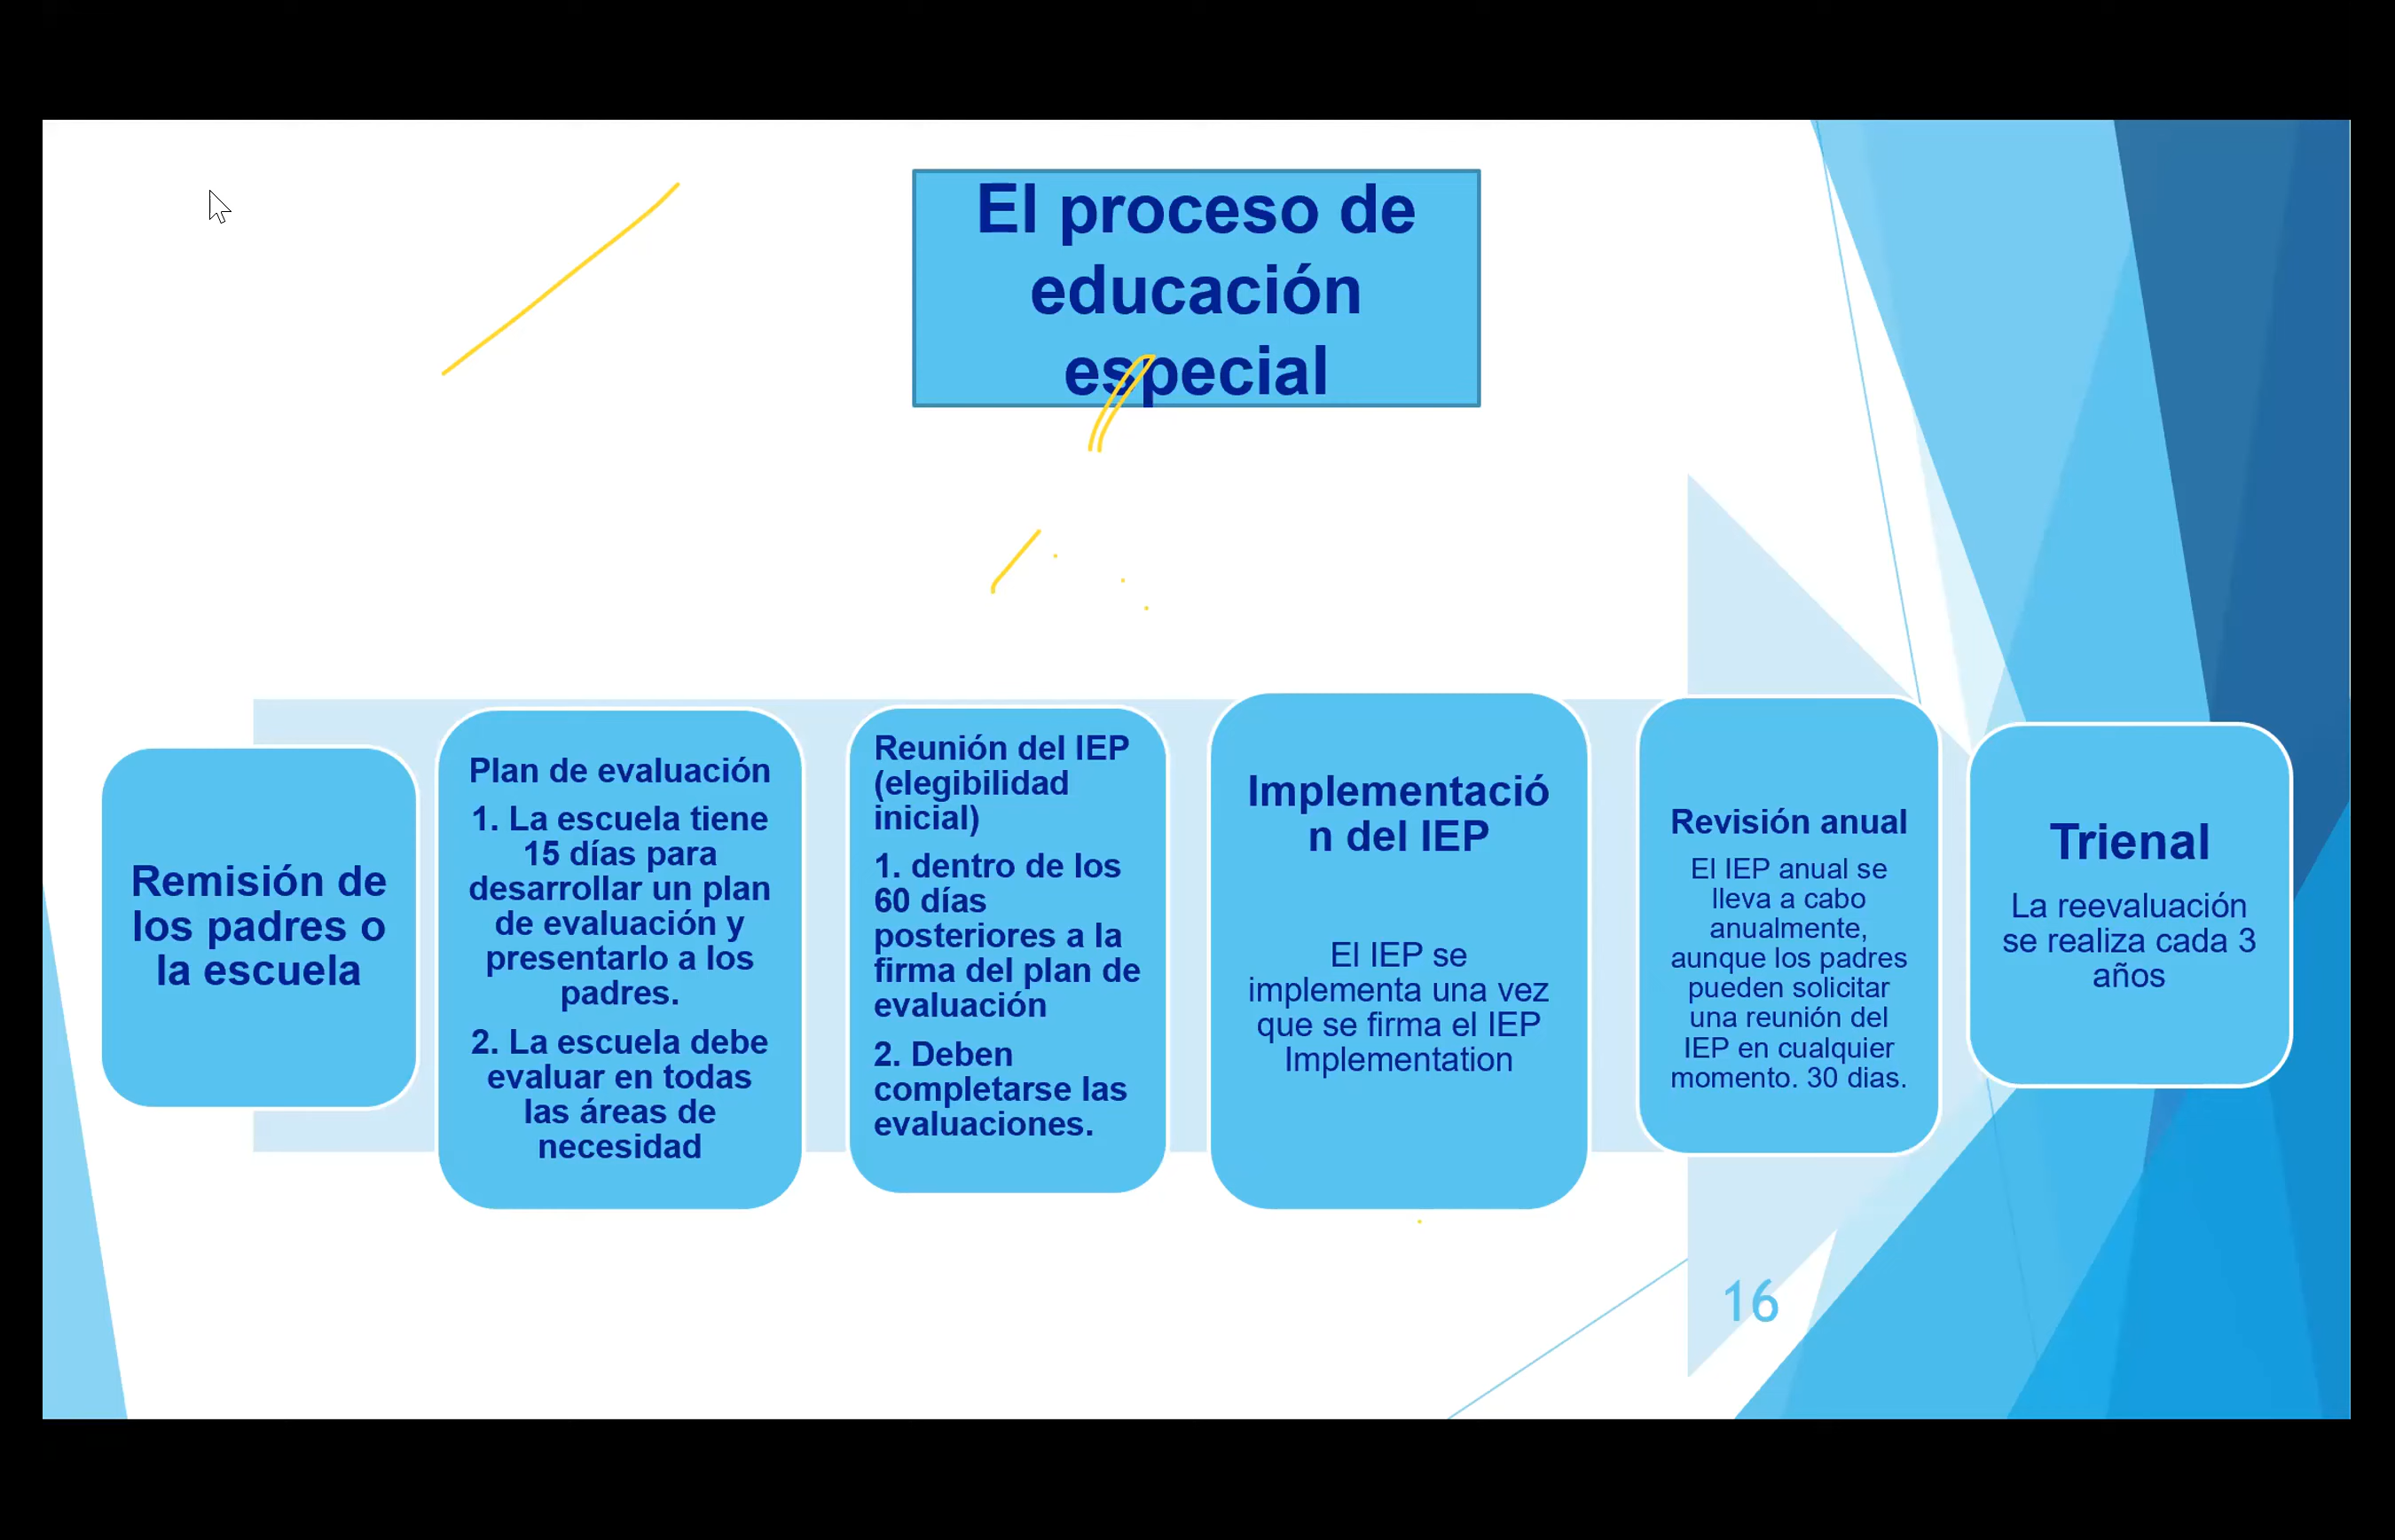 El proceso de
educación
especial
Remisión de
los padres o
la escuela
Plan de evaluación
1. La escuela tiene
15 días para
desarrollar un plan
de evaluación y
presentarlo a los
padres.
2. La escuela debe
evaluar en todas
las áreas de
necesidad
Reunión del IEP
(elegibilidad
inicial)
1. dentro de los
60 días
posteriores a la
firma del plan de
evaluación
2. Deben
completarse las
evaluaciones.
Implementació
n del IEP
El IEP se
implementa una vez
que se firma el IEP
Implementation
Revisión anual
El IEP anual se
lleva a cabo
anualmente,
aunque los padres
pueden solicitar
una reunión del
IEP en cualquier
momento. 30 dias.
Trienal
La reevaluación
se realiza cada 3
años
16